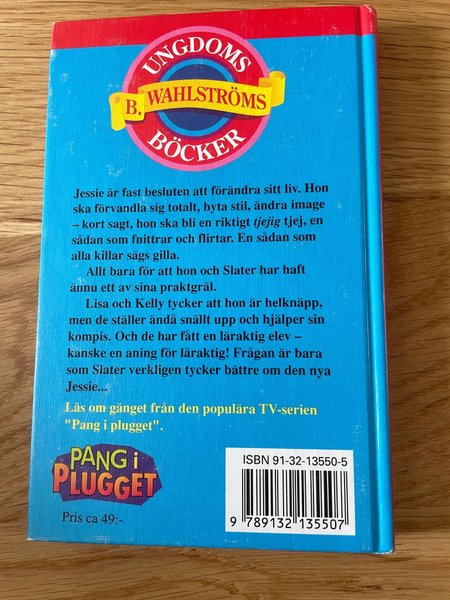 UNGDOMS
B. WAHLSTRÖMS
BÖCKER
Jessie är fast besluten att förändra sitt liv. Hon
ska förvandla sig totalt, byta stil, ändra image
– kort sagt, hon ska bli en riktigt tjejig tjej, en
sådan som fnittrar och flirtar. En sådan som
alla killar sägs gilla.
Allt bara för att hon och Slater har haft
ännu ett av sina praktgräl.
Lisa och Kelly tycker att hon är helknäpp,
men de ställer ändå snällt upp och hjälper sin
kompis. Och de har fått en läraktig elev –
kanske en aning för läraktig! Frågan är bara
som Slater verkligen tycker bättre om den nya
Jessie...
Läs om gänget från den populära TV-serien
"Pang i plugget".
PANG i
PLUGGET
Pris ca 49:-
ISBN 91-32-13550-5
9 789132 135507